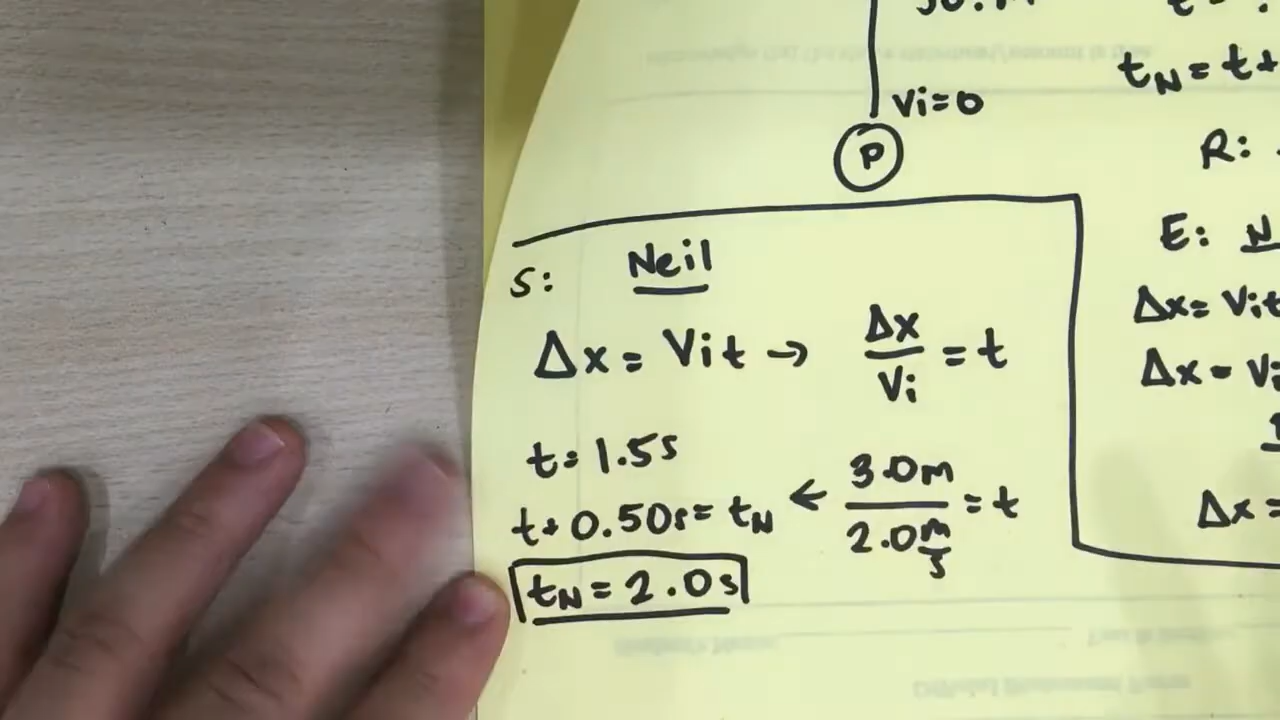 t
tN = t +
Vi=0
P
R:
E: N
S: Neil
Δx= Vit
Δx = Vit → Δx/Vi = t
Δx = Vi
t= 1.5s
t+ 0.50s= tN ← 3.0m/2.0m/s = t
Δx =
tN = 2.0s